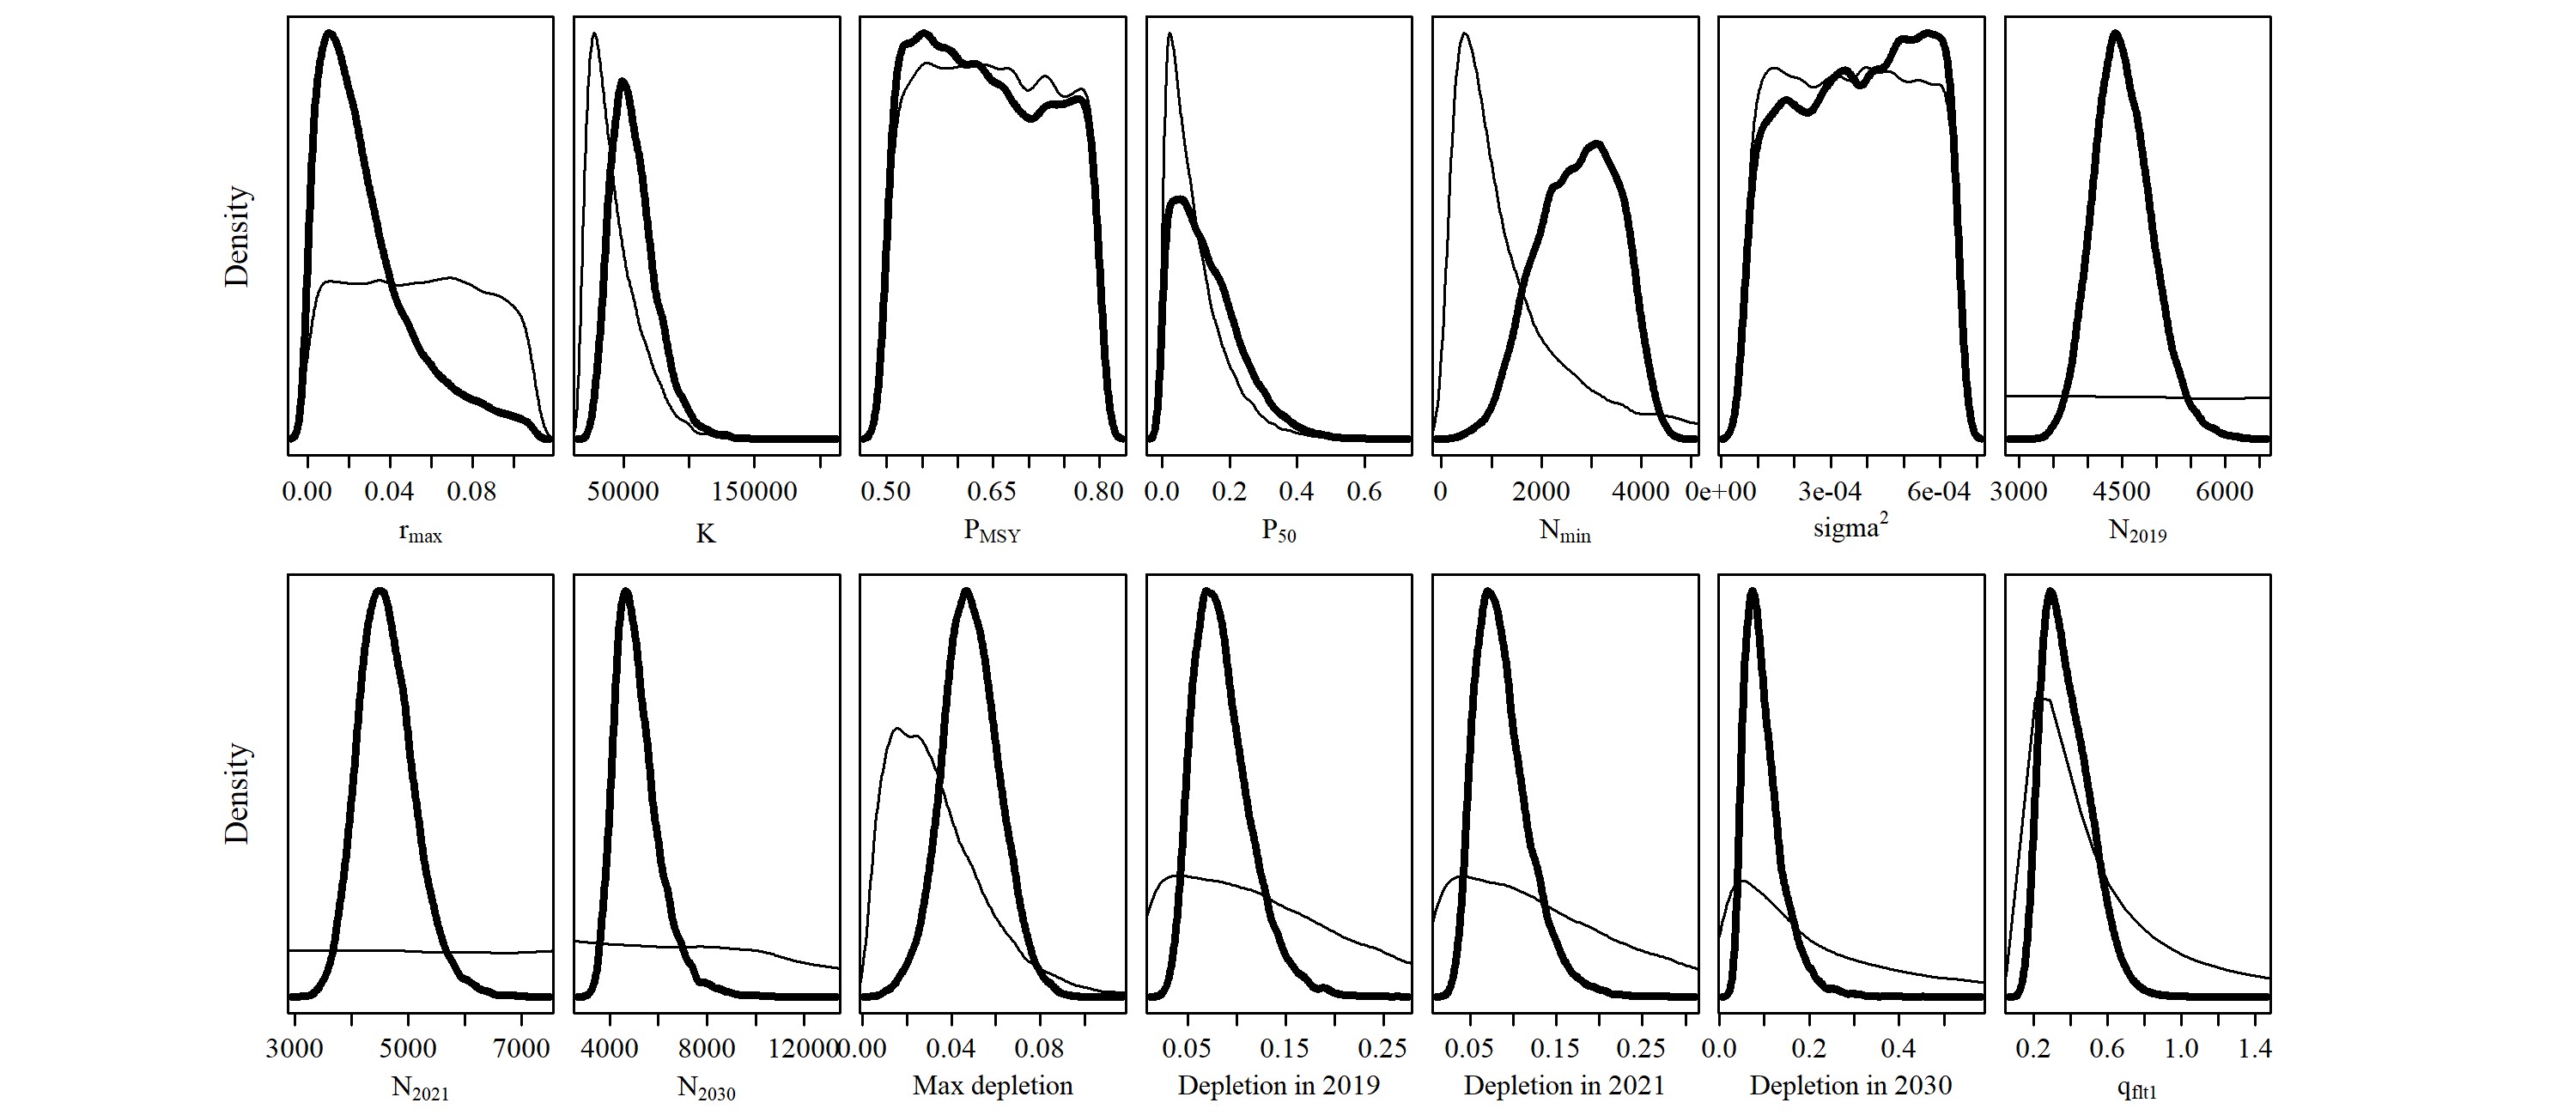 Density
0.00 0.04 0.08 50000 150000 0.50 0.65 0.80 0.0 0.2 0.4 0.6 0 2000 4000 0e+00 3e-04 6e-04 3000 4500 6000
r_max K P_MSY P_50 N_min sigma² N_2019
Density
3000 5000 7000 4000 8000 12000 0.00 0.04 0.08 0.05 0.15 0.25 0.05 0.15 0.25 0.0 0.2 0.4 0.2 0.6 1.0 1.4
N_2021 N_2030 Max depletion Depletion in 2019 Depletion in 2021 Depletion in 2030 q_flt1